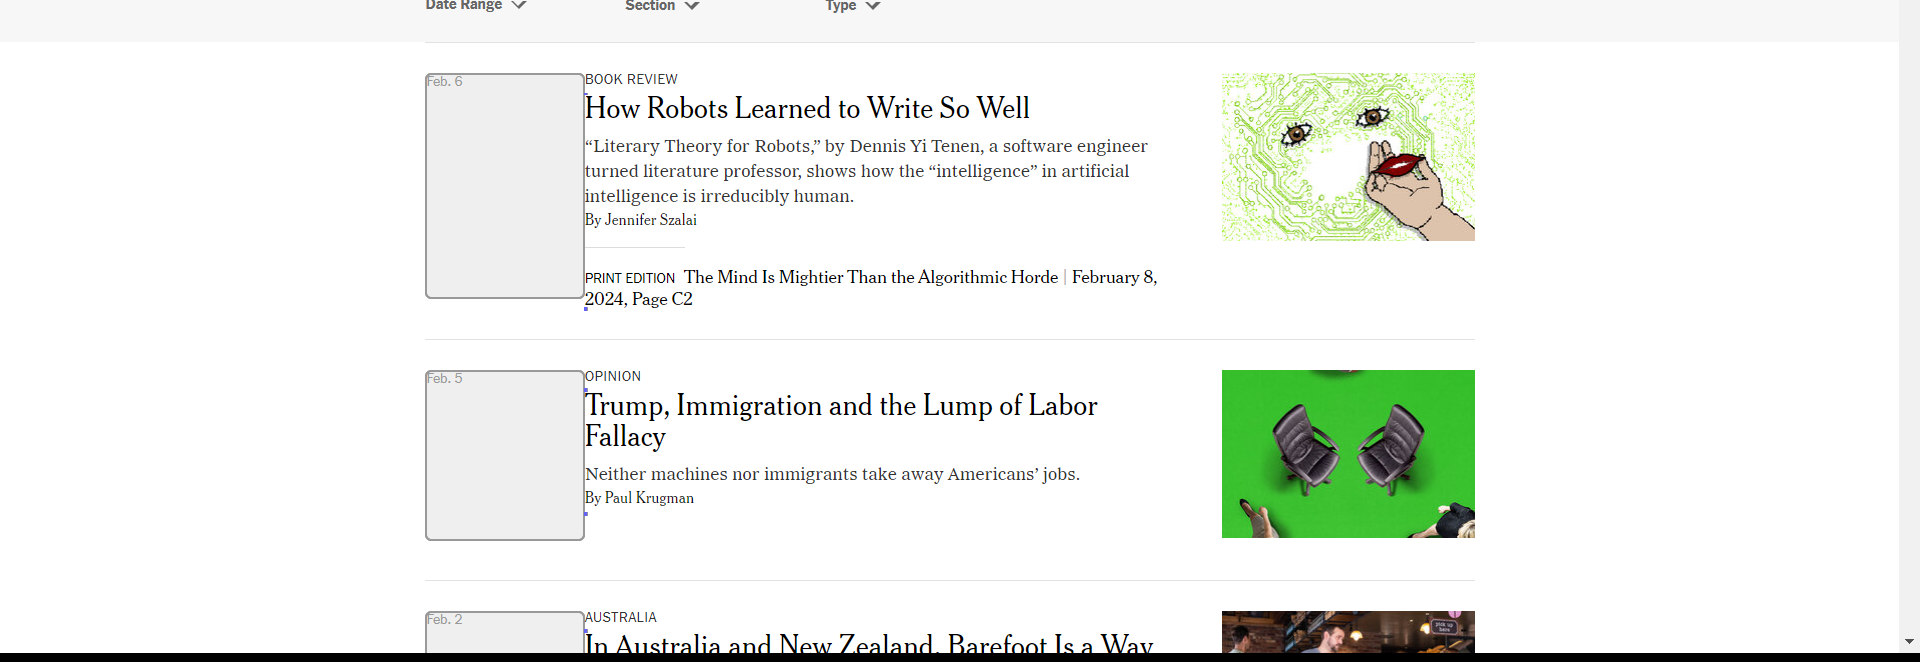 Date Range
Section
Type
Feb. 6
BOOK REVIEW
How Robots Learned to Write So Well
“Literary Theory for Robots,” by Dennis Yi Tenen, a software engineer
turned literature professor, shows how the “intelligence” in artificial
intelligence is irreducibly human.
By Jennifer Szalai
PRINT EDITION The Mind Is Mightier Than the Algorithmic Horde | February 8,
2024, Page C2
Feb. 5
OPINION
Trump, Immigration and the Lump of Labor
Fallacy
Neither machines nor immigrants take away Americans’ jobs.
By Paul Krugman
Feb. 2
AUSTRALIA
In Australia and New Zealand, Barefoot Is a Way
pick up
here